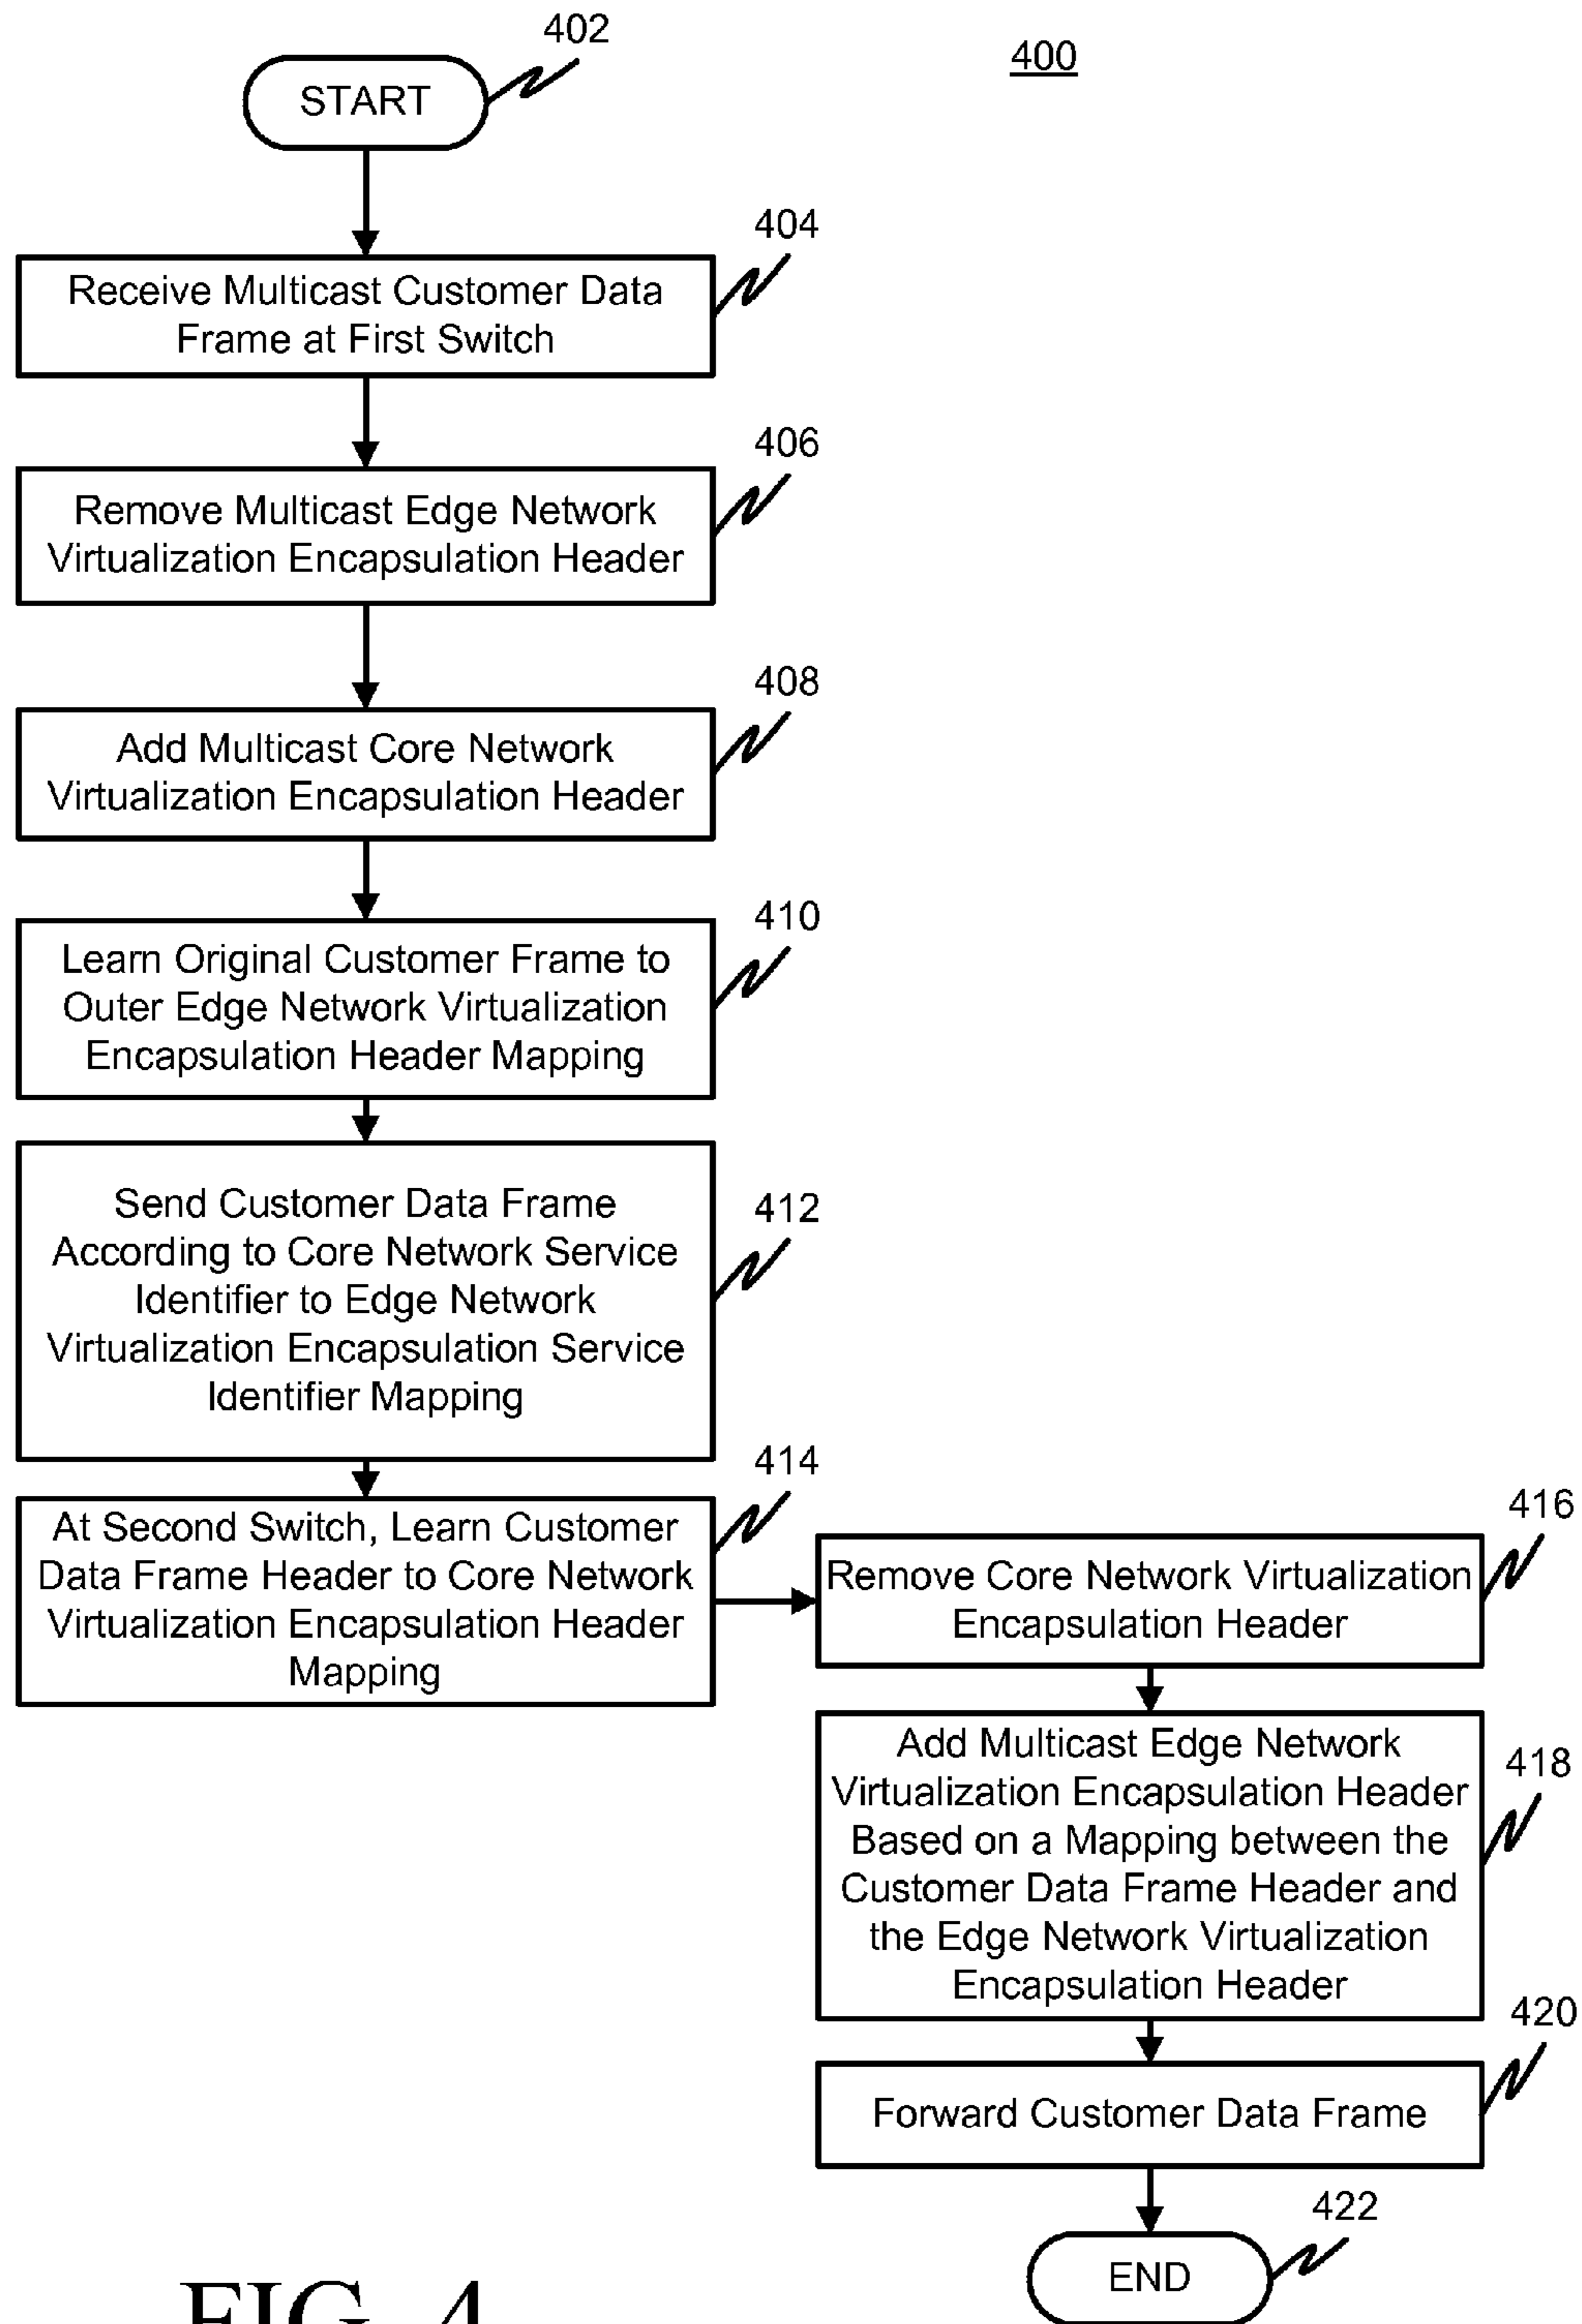 402
400
START
404
Receive Multicast Customer Data
Frame at First Switch
406
Remove Multicast Edge Network
Virtualization Encapsulation Header
408
Add Multicast Core Network
Virtualization Encapsulation Header
410
Learn Original Customer Frame to
Outer Edge Network Virtualization
Encapsulation Header Mapping
412
Send Customer Data Frame
According to Core Network Service
Identifier to Edge Network
Virtualization Encapsulation Service
Identifier Mapping
414
At Second Switch, Learn Customer
Data Frame Header to Core Network
Virtualization Encapsulation Header
Mapping
416
Remove Core Network Virtualization
Encapsulation Header
418
Add Multicast Edge Network
Virtualization Encapsulation Header
Based on a Mapping between the
Customer Data Frame Header and
the Edge Network Virtualization
Encapsulation Header
420
Forward Customer Data Frame
422
END
FIG. 4